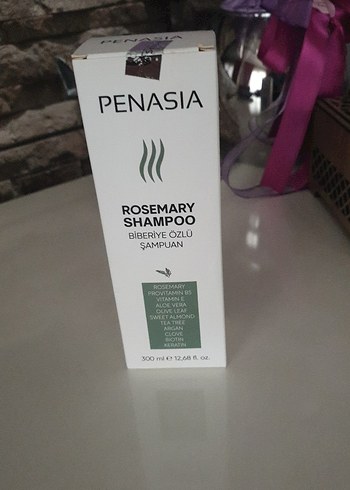 PENASIA
PENASIA
ROSEMARY
SHAMPOO
BİBERİYE ÖZLÜ
ŞAMPUAN
ROSEMARY
PROVITAMIN B5
VITAMIN E
ALOE VERA
OLIVE LEAF
SWEET ALMOND
TEA TREE
ARGAN
CLOVE
BIOTIN
KERATIN
300 ml ℮ 12,68 fl. oz.